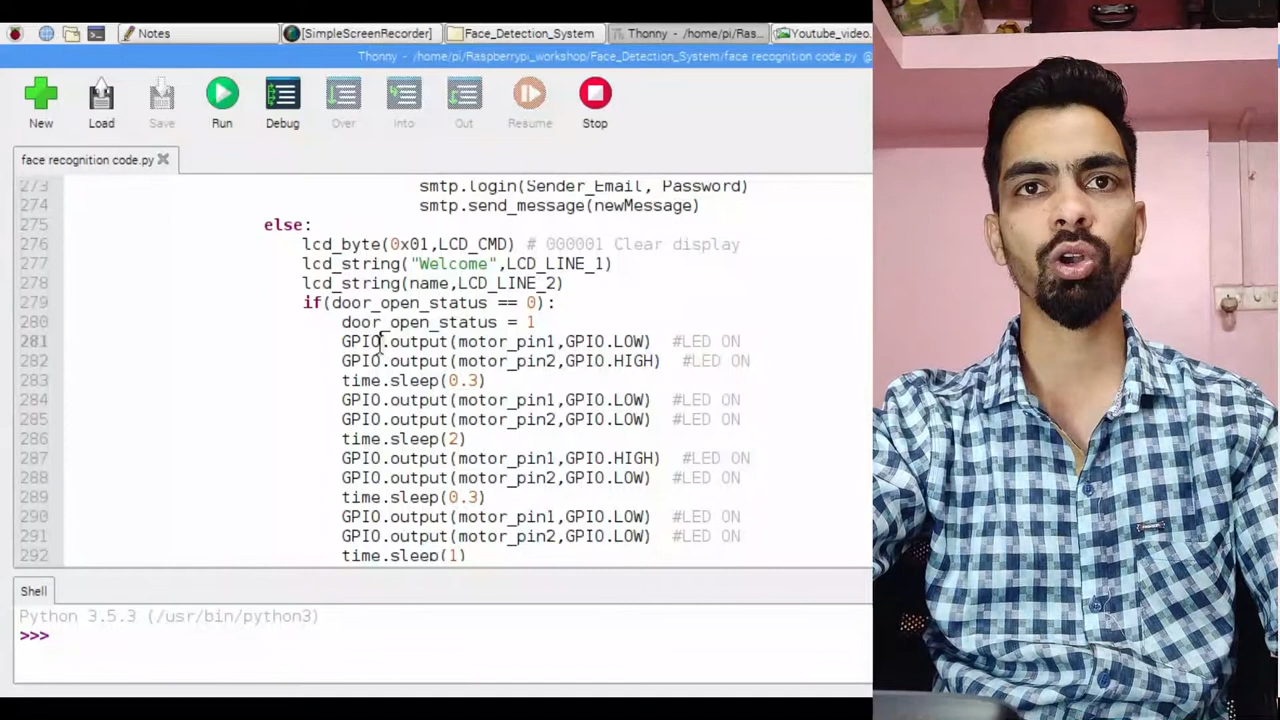 Notes
[SimpleScreenRecorder]
Face_Detection_System
Thonny - /home/pi/Ras...
Youtube_video.
Thonny - /home/pi/Raspberrypi_workshop/Face_Detection_System/face recognition code.py @
New
Load
Save
Run
Debug
Over
Into
Out
Resume
Stop
face recognition code.py
273 smtp.login(Sender_Email, Password)
274 smtp.send_message(newMessage)
275 else:
276 lcd_byte(0x01,LCD_CMD) # 000001 Clear display
277 lcd_string("Welcome",LCD_LINE_1)
278 lcd_string(name,LCD_LINE_2)
279 if(door_open_status == 0):
280 door_open_status = 1
281 GPIO.output(motor_pin1,GPIO.LOW) #LED ON
282 GPIO.output(motor_pin2,GPIO.HIGH) #LED ON
283 time.sleep(0.3)
284 GPIO.output(motor_pin1,GPIO.LOW) #LED ON
285 GPIO.output(motor_pin2,GPIO.LOW) #LED ON
286 time.sleep(2)
287 GPIO.output(motor_pin1,GPIO.HIGH) #LED ON
288 GPIO.output(motor_pin2,GPIO.LOW) #LED ON
289 time.sleep(0.3)
290 GPIO.output(motor_pin1,GPIO.LOW) #LED ON
291 GPIO.output(motor_pin2,GPIO.LOW) #LED ON
292 time.sleep(1)
Shell
Python 3.5.3 (/usr/bin/python3)
>>>